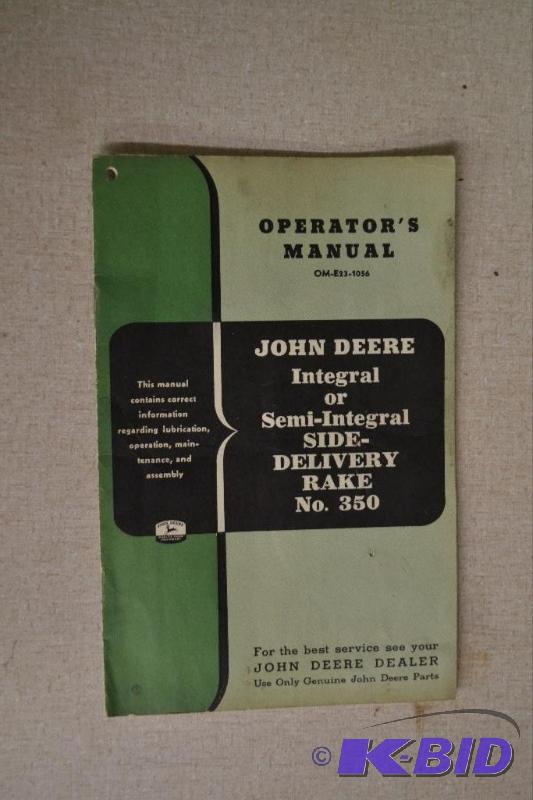 OPERATOR'S
MANUAL
OM-E23-1056
JOHN DEERE
Integral
or
Semi-Integral
SIDE-
DELIVERY
RAKE
No. 350
This manual
contains correct
information
regarding lubrication,
operation, main-
tenance, and
assembly
JOHN DEERE
For the best service see your
JOHN DEERE DEALER
Use Only Genuine John Deere Parts
© K-BID